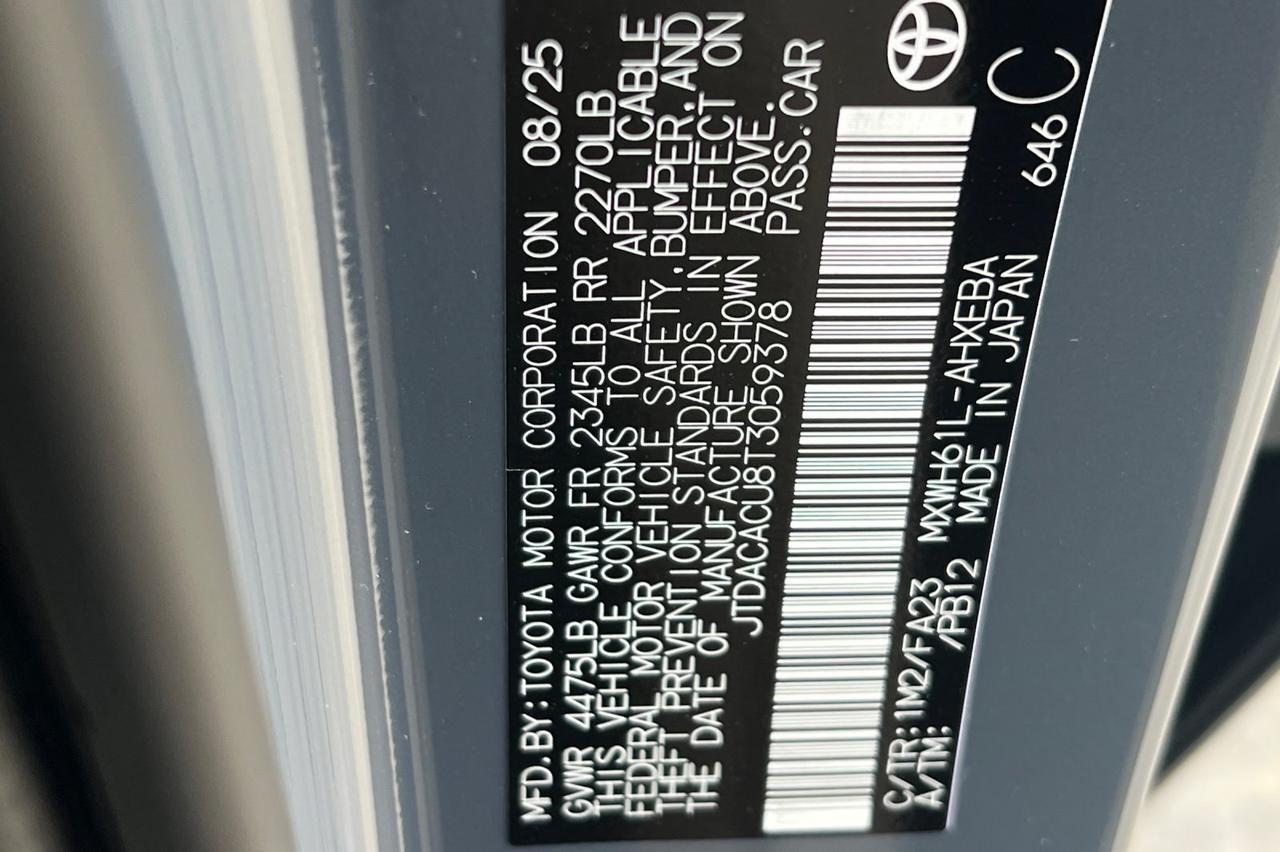 MFD.BY:TOYOTA MOTOR CORPORATION 08/25
GVWR 4475LB GAWR FR 2345LB RR 2270LB
THIS VEHICLE CONFORMS TO ALL APPLICABLE
FEDERAL MOTOR VEHICLE SAFETY,BUMPER,AND
THEFT PREVENTION STANDARDS IN EFFECT ON
THE DATE OF MANUFACTURE SHOWN ABOVE.
JTDACACU8T3059378 PASS.CAR
C/TR:1M2/FA23 MXWH61L-AHXEBA 646 C
A/TM: /PB12 MADE IN JAPAN